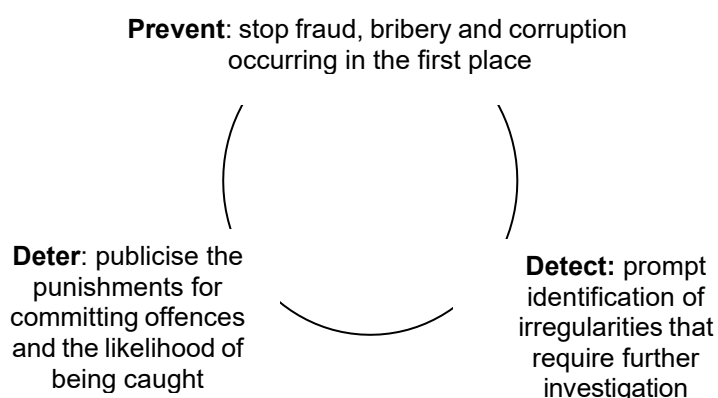 Prevent: stop fraud, bribery and corruption
occurring in the first place
Deter: publicise the
punishments for
committing offences
and the likelihood of
being caught
Detect: prompt
identification of
irregularities that
require further
investigation